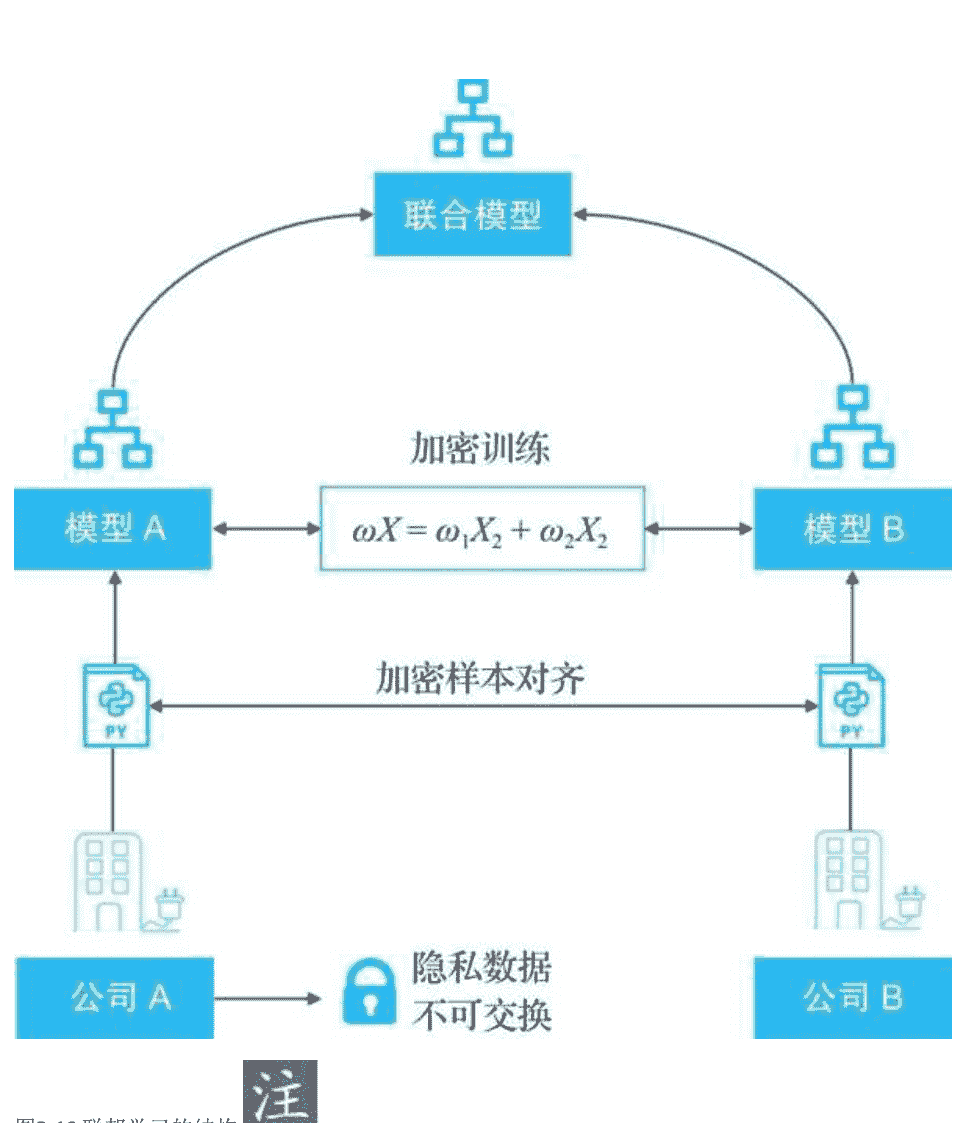 联合模型
加密训练
模型 A
ωX = ω₁X₂ + ω₂X₂
模型 B
加密样本对齐
PY
PY
隐私数据
不可交换
公司 A
公司 B
注